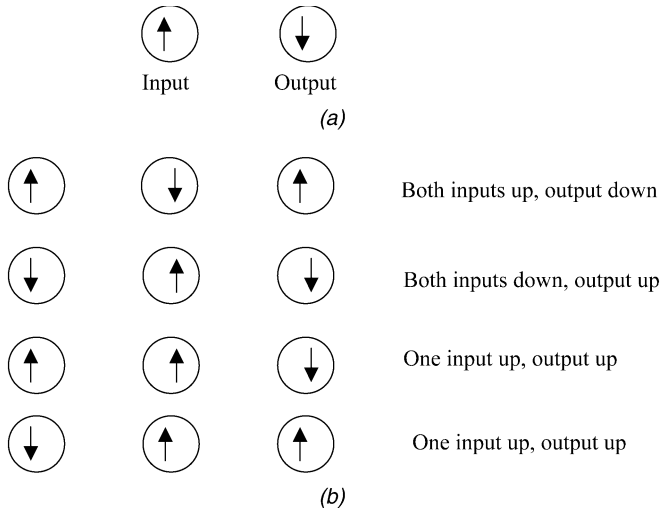 Input Output
(a)
Both inputs up, output down
Both inputs down, output up
One input up, output up
One input up, output up
(b)